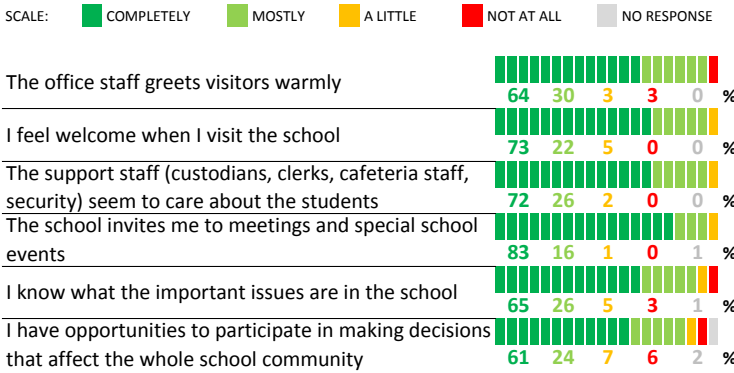 SCALE: COMPLETELY MOSTLY A LITTLE NOT AT ALL NO RESPONSE
The office staff greets visitors warmly
64 30 3 3 0 %
I feel welcome when I visit the school
73 22 5 0 0 %
The support staff (custodians, clerks, cafeteria staff,
security) seem to care about the students
72 26 2 0 0 %
The school invites me to meetings and special school
events
83 16 1 0 1 %
I know what the important issues are in the school
65 26 5 3 1 %
I have opportunities to participate in making decisions
that affect the whole school community
61 24 7 6 2 %